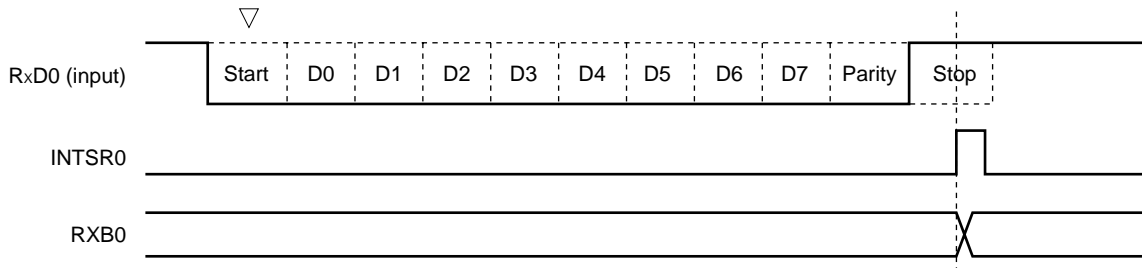 RxD0 (input) Start D0 D1 D2 D3 D4 D5 D6 D7 Parity Stop
INTSR0
RXB0